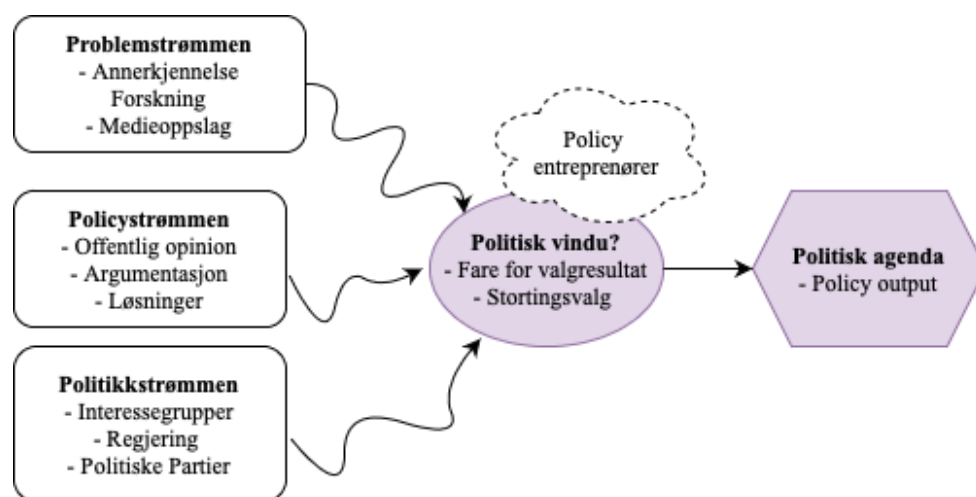 Problemstrømmen
- Annerkjennelse
Forskning
- Medieoppslag
Policystrømmen
- Offentlig opinion
- Argumentasjon
- Løsninger
Politikkstrømmen
- Interessegrupper
- Regjering
- Politiske Partier
Policy
entreprenører
Politisk vindu?
- Fare for valgresultat
- Stortingsvalg
Politisk agenda
- Policy output